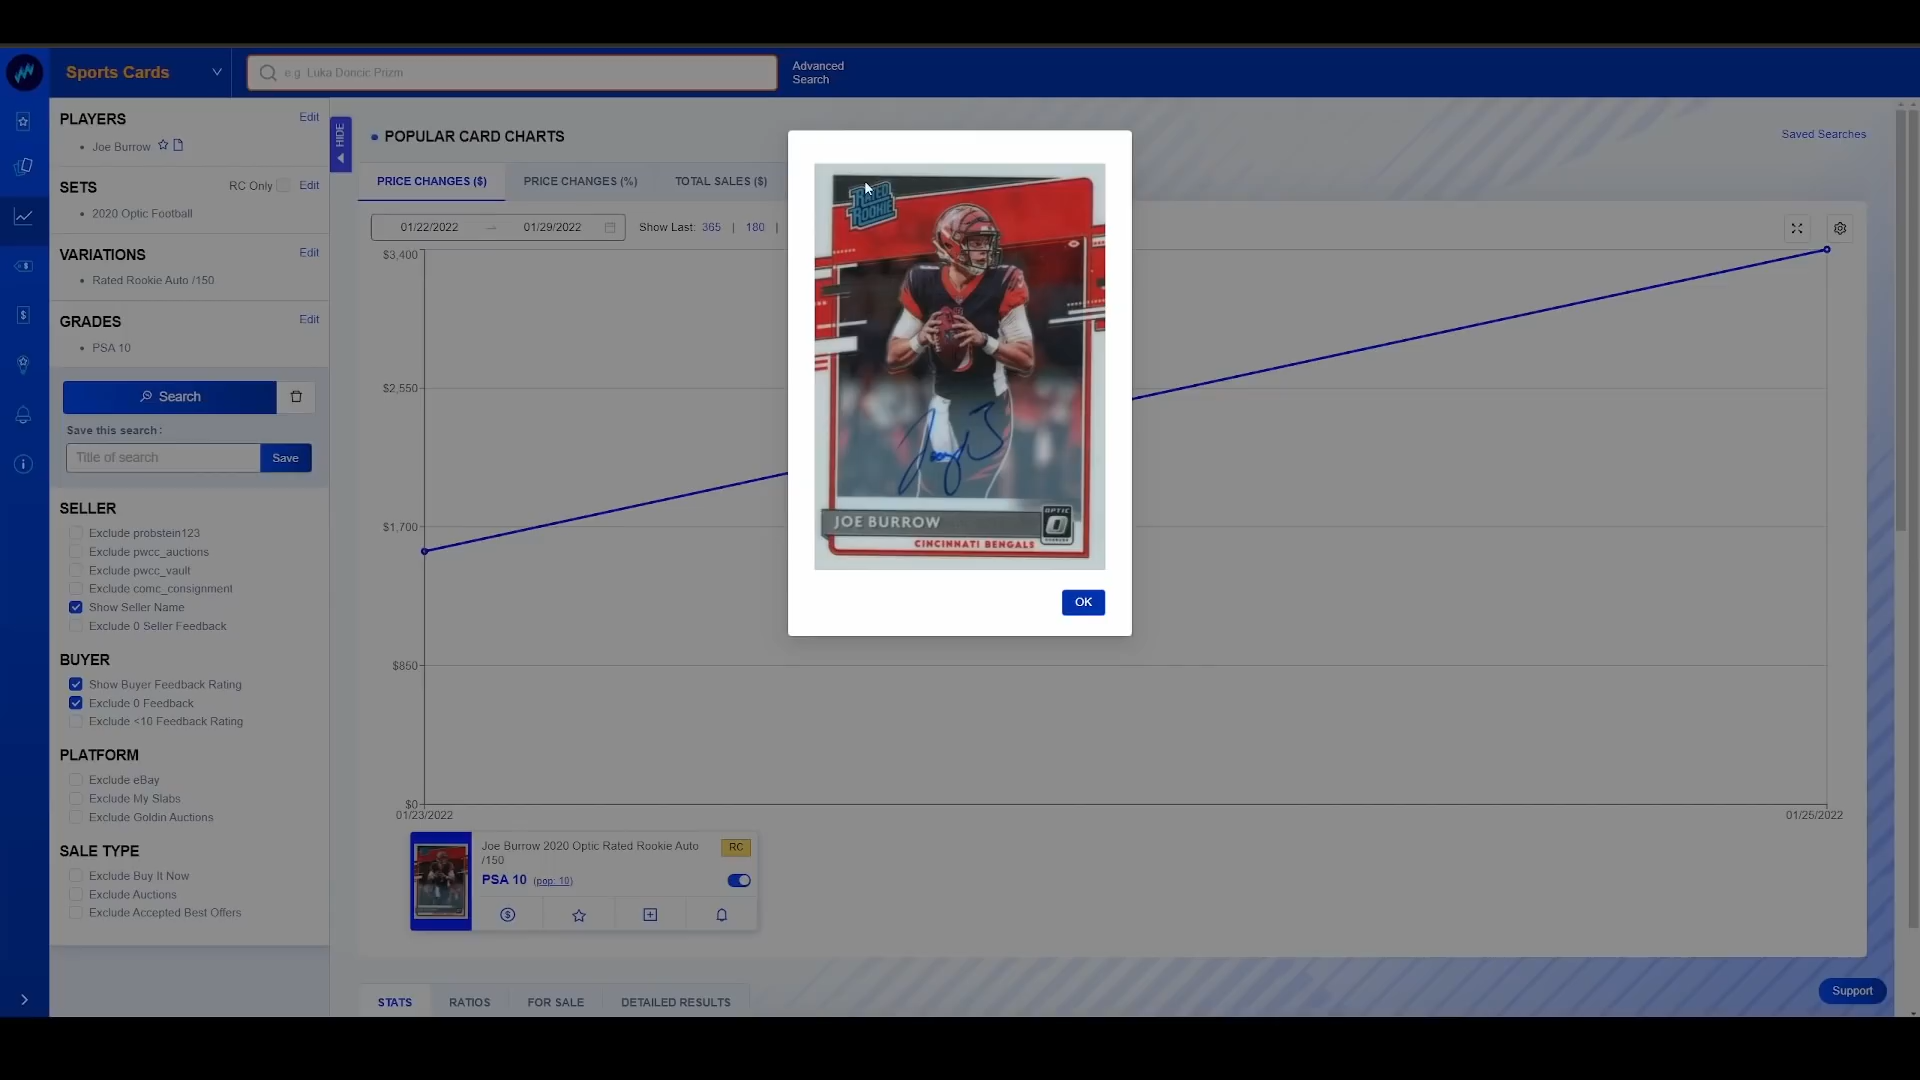 Sports Cards
e.g. Luka Doncic Prizm
Advanced
Search
PLAYERS
Edit
Joe Burrow
SETS
RC Only
Edit
2020 Optic Football
VARIATIONS
Edit
Rated Rookie Auto /150
GRADES
Edit
PSA 10
Search
Save this search:
Title of search
Save
SELLER
Exclude probstein123
Exclude pwcc_auctions
Exclude pwcc_vault
Exclude comc_consignment
Show Seller Name
Exclude 0 Seller Feedback
BUYER
Show Buyer Feedback Rating
Exclude 0 Feedback
Exclude <10 Feedback Rating
PLATFORM
Exclude eBay
Exclude My Slabs
Exclude Goldin Auctions
SALE TYPE
Exclude Buy It Now
Exclude Auctions
Exclude Accepted Best Offers
HIDE
POPULAR CARD CHARTS
Saved Searches
PRICE CHANGES ($)
PRICE CHANGES (%)
TOTAL SALES ($)
01/22/2022
01/29/2022
Show Last: 365 | 180 |
$3,400
$2,550
$1,700
$850
$0
01/23/2022
01/25/2022
RATED
ROOKIE
JOE BURROW
OPTIC
CINCINNATI BENGALS
OK
Joe Burrow 2020 Optic Rated Rookie Auto
/150
RC
PSA 10 (pop: 10)
STATS
RATIOS
FOR SALE
DETAILED RESULTS
Support